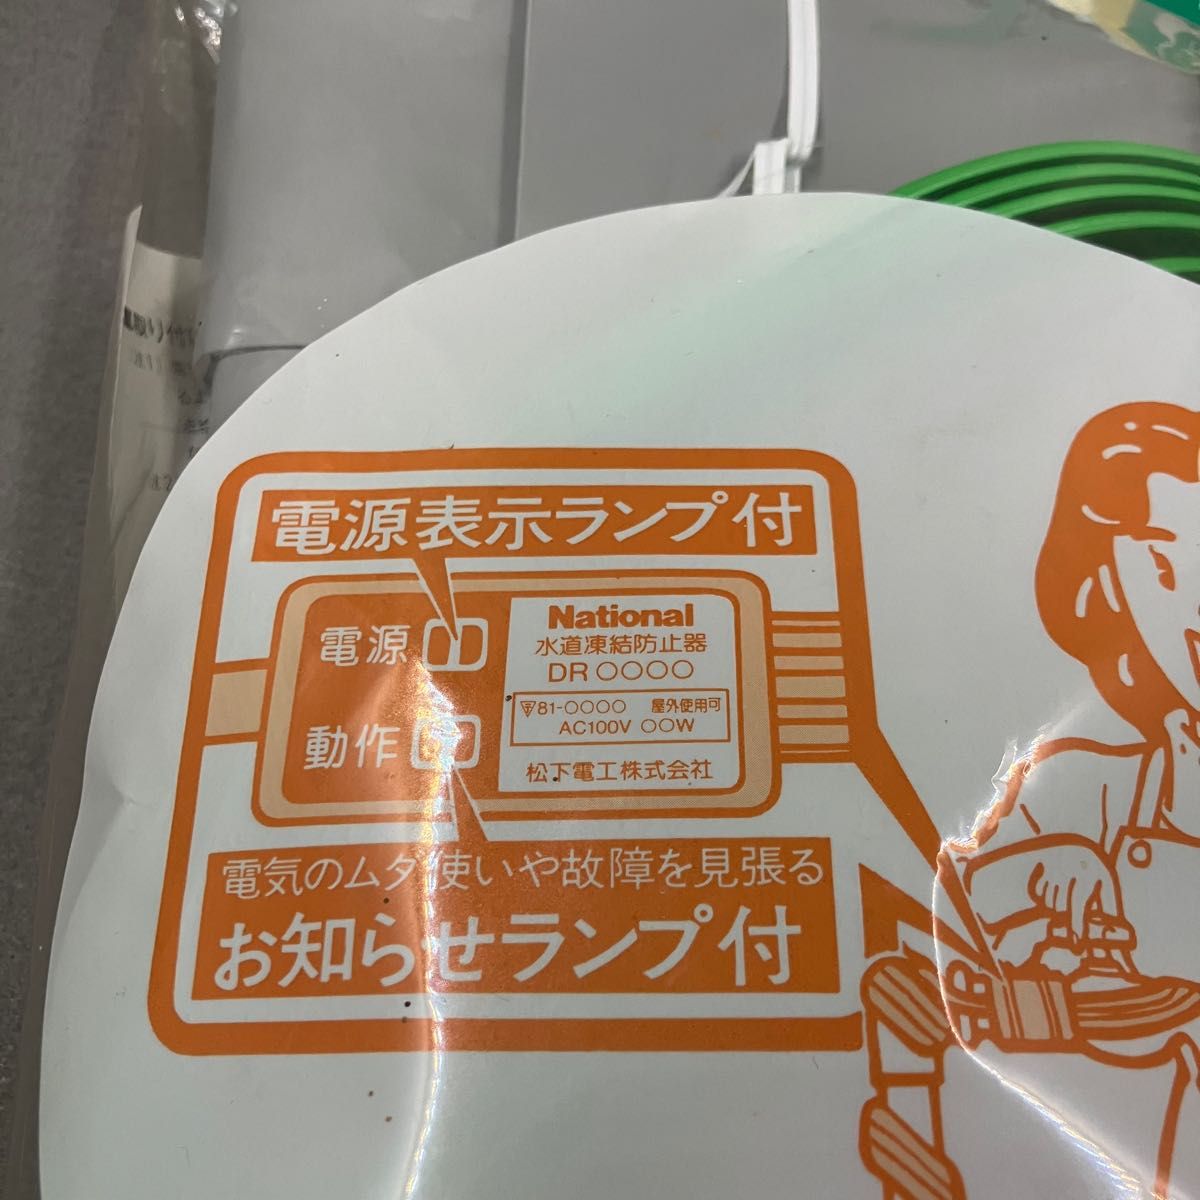 電源表示ランプ付
電源
動作
National
水道凍結防止器
DR○○○○
81-○○○○ 屋外使用可
AC100V ○○W
松下電工株式会社
電気のムダ使いや故障を見張る
お知らせランプ付